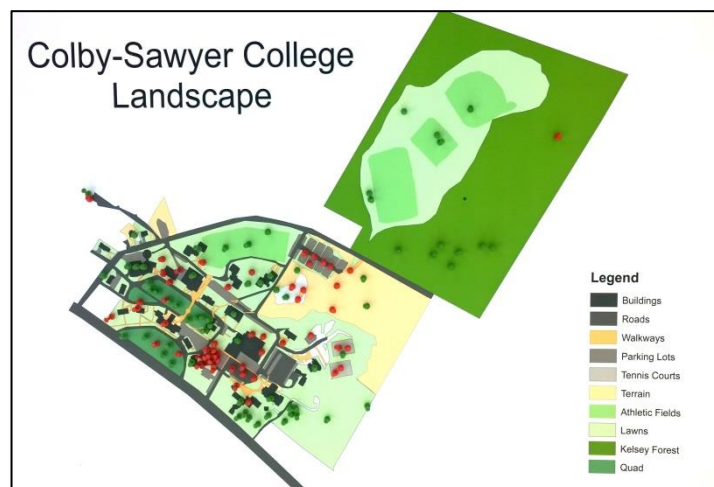 Colby-Sawyer College
Landscape
Legend
Buildings
Roads
Walkways
Parking Lots
Tennis Courts
Terrain
Athletic Fields
Lawns
Kelsey Forest
Quad